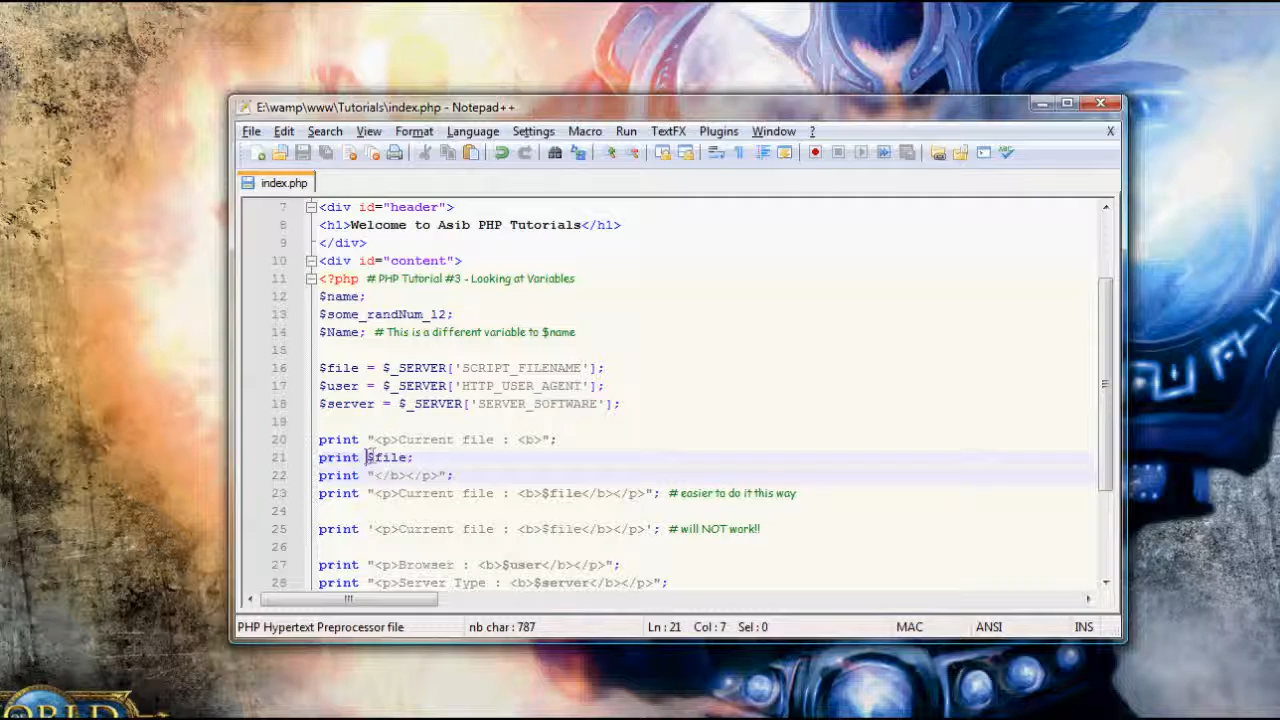 E:\wamp\www\Tutorials\index.php - Notepad++
File Edit Search View Format Language Settings Macro Run TextFX Plugins Window ? X
index.php
7 <div id="header">
8 <h1>Welcome to Asib PHP Tutorials</h1>
9 </div>
10 <div id="content">
11 <?php # PHP Tutorial #3 - Looking at Variables
12 $name;
13 $some_randNum_12;
14 $Name; # This is a different variable to $name
15
16 $file = $_SERVER['SCRIPT_FILENAME'];
17 $user = $_SERVER['HTTP_USER_AGENT'];
18 $server = $_SERVER['SERVER_SOFTWARE'];
19
20 print "<p>Current file : <b>";
21 print $file;
22 print "</b></p>";
23 print "<p>Current file : <b>$file</b></p>"; # easier to do it this way
24
25 print '<p>Current file : <b>$file</b></p>'; # will NOT work!!
26
27 print "<p>Browser : <b>$user</b></p>";
28 print "<p>Server Type : <b>$server</b></p>";
PHP Hypertext Preprocessor file nb char : 787 Ln : 21 Col : 7 Sel : 0 MAC ANSI INS
WORLD